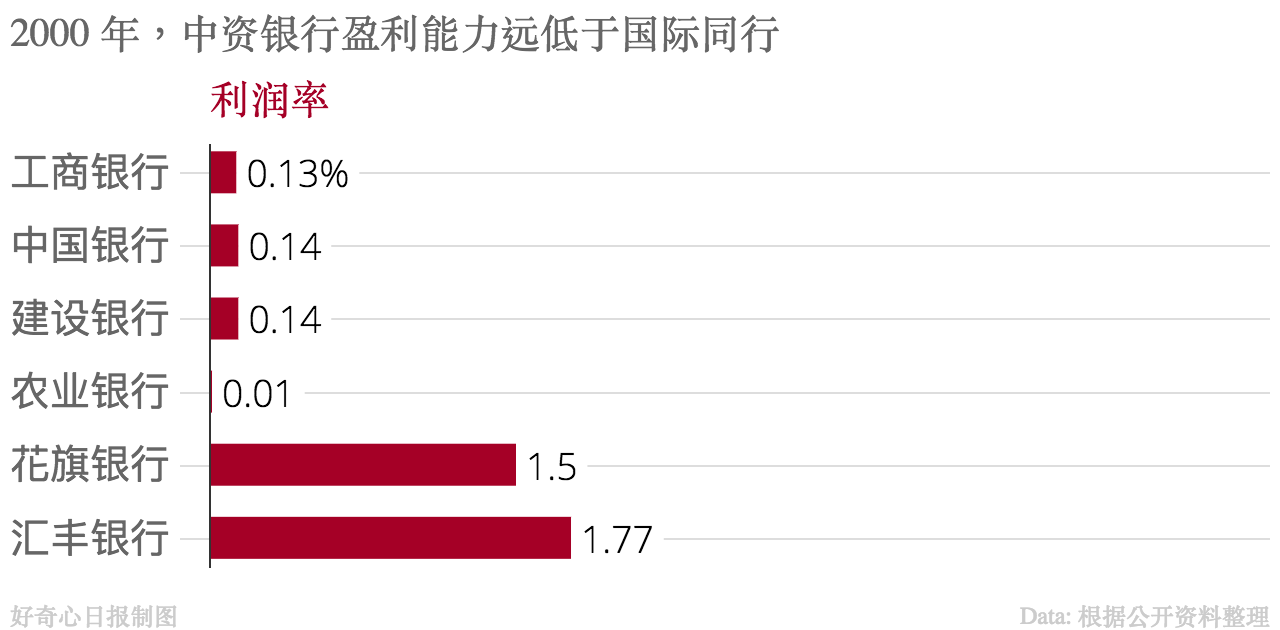 2000 年，中资银行盈利能力远低于国际同行
利润率
工商银行 0.13%
中国银行 0.14
建设银行 0.14
农业银行 0.01
花旗银行 1.5
汇丰银行 1.77
好奇心日报制图 Data: 根据公开资料整理